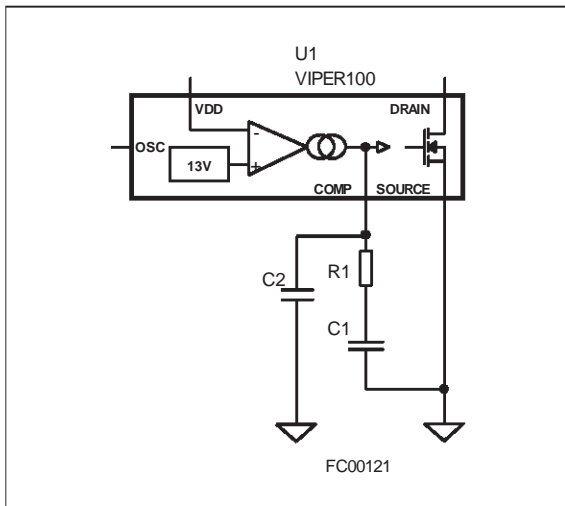 U1
VIPER100
VDD
DRAIN
OSC
-
13V
+
COMP SOURCE
C2
R1
C1
FC00121